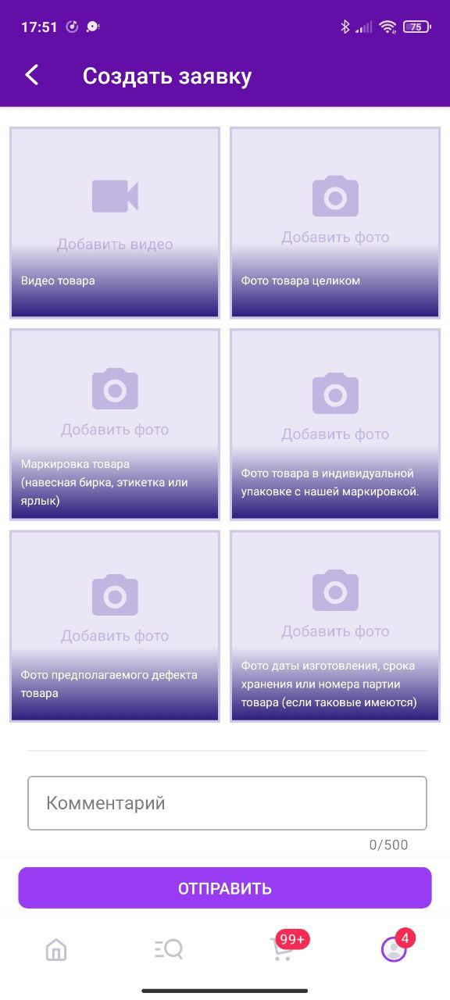 17:51
75
Создать заявку
Добавить видео
Видео товара
Добавить фото
Фото товара целиком
Добавить фото
Маркировка товара
(навесная бирка, этикетка или
ярлык)
Добавить фото
Фото товара в индивидуальной
упаковке с нашей маркировкой.
Добавить фото
Фото предполагаемого дефекта
товара
Добавить фото
Фото даты изготовления, срока
хранения или номера партии
товара (если таковые имеются)
Комментарий
0/500
ОТПРАВИТЬ
99+
4